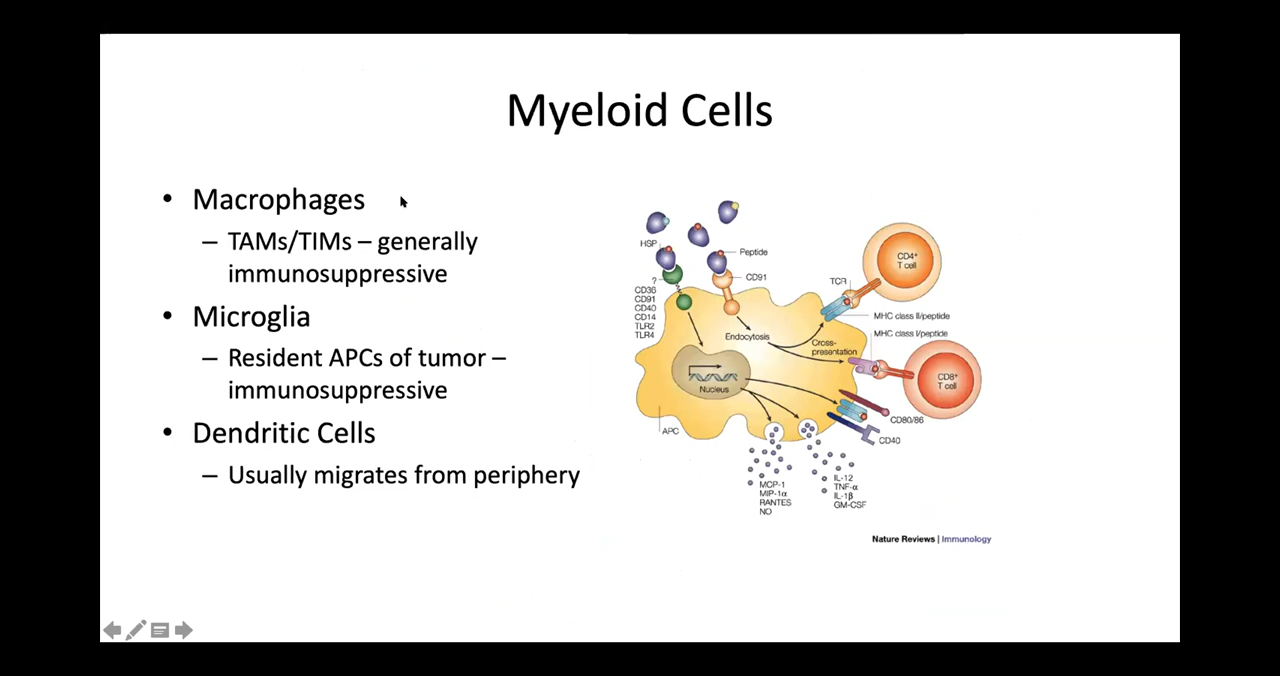 Myeloid Cells
• Macrophages
– TAMs/TIMs – generally
immunosuppressive
• Microglia
– Resident APCs of tumor –
immunosuppressive
• Dendritic Cells
– Usually migrates from periphery
HSP
Peptide
CD91
?
CD36
CD91
CD40
CD14
TLR2
TLR4
Endocytosis
Nucleus
APC
TCR
CD4+
T cell
MHC class II/peptide
MHC class I/peptide
Cross-
presentation
CD8+
T cell
CD80/86
CD40
MCP-1
MIP-1α
RANTES
NO
IL-12
TNF-α
IL-1β
GM-CSF
Nature Reviews | Immunology